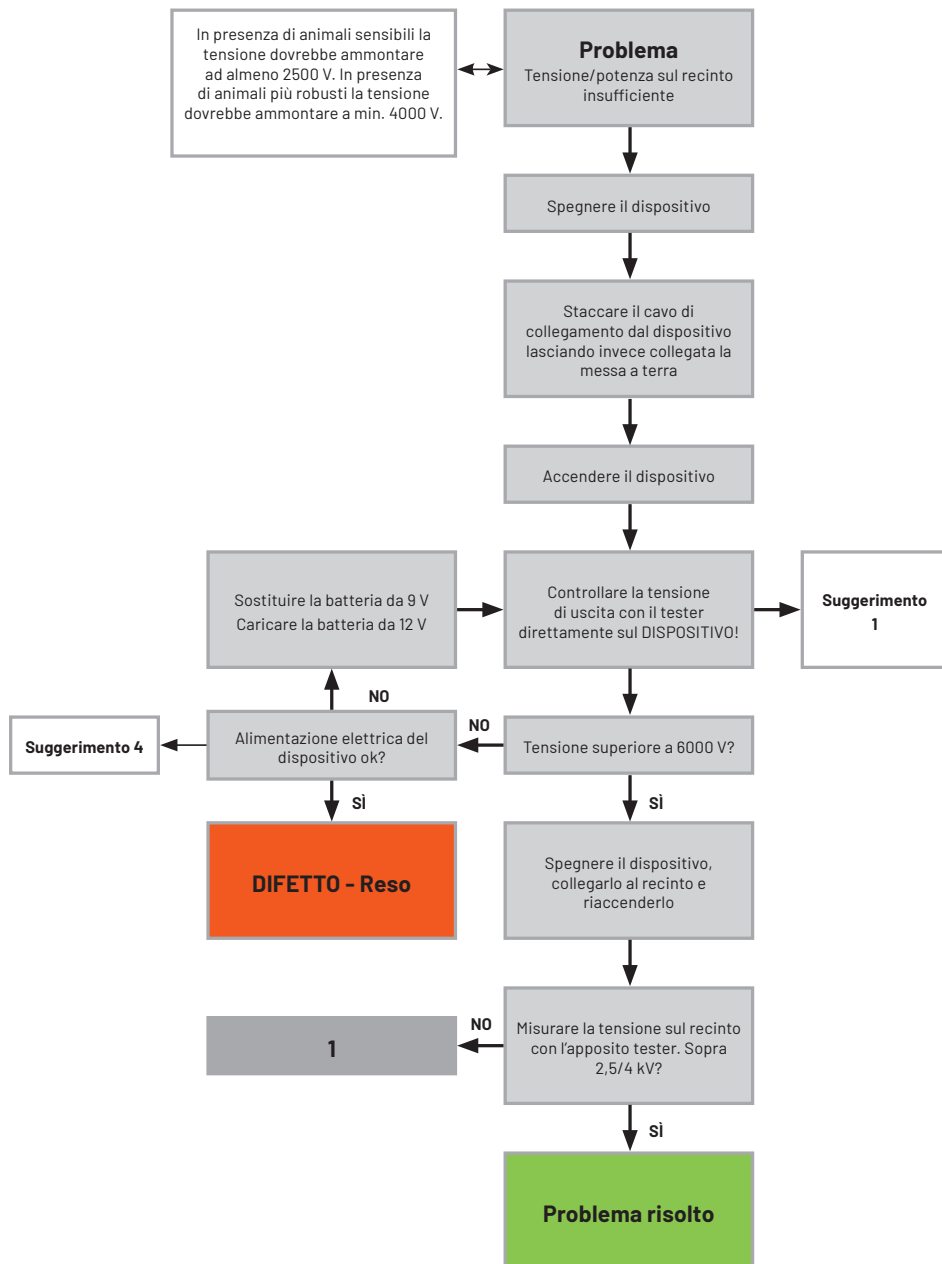 In presenza di animali sensibili la
tensione dovrebbe ammontare
ad almeno 2500 V. In presenza
di animali più robusti la tensione
dovrebbe ammontare a min. 4000 V.
Problema
Tensione/potenza sul recinto
insufficiente
Spegnere il dispositivo
Staccare il cavo di
collegamento dal dispositivo
lasciando invece collegata la
messa a terra
Accendere il dispositivo
Sostituire la batteria da 9 V
Caricare la batteria da 12 V
Controllare la tensione
di uscita con il tester
direttamente sul DISPOSITIVO!
Suggerimento
1
NO
Suggerimento 4
Alimentazione elettrica del
dispositivo ok?
NO
Tensione superiore a 6000 V?
SÌ
SÌ
DIFETTO - Reso
Spegnere il dispositivo,
collegarlo al recinto e
riaccenderlo
1
NO
Misurare la tensione sul recinto
con l'apposito tester. Sopra
2,5/4 kV?
SÌ
Problema risolto